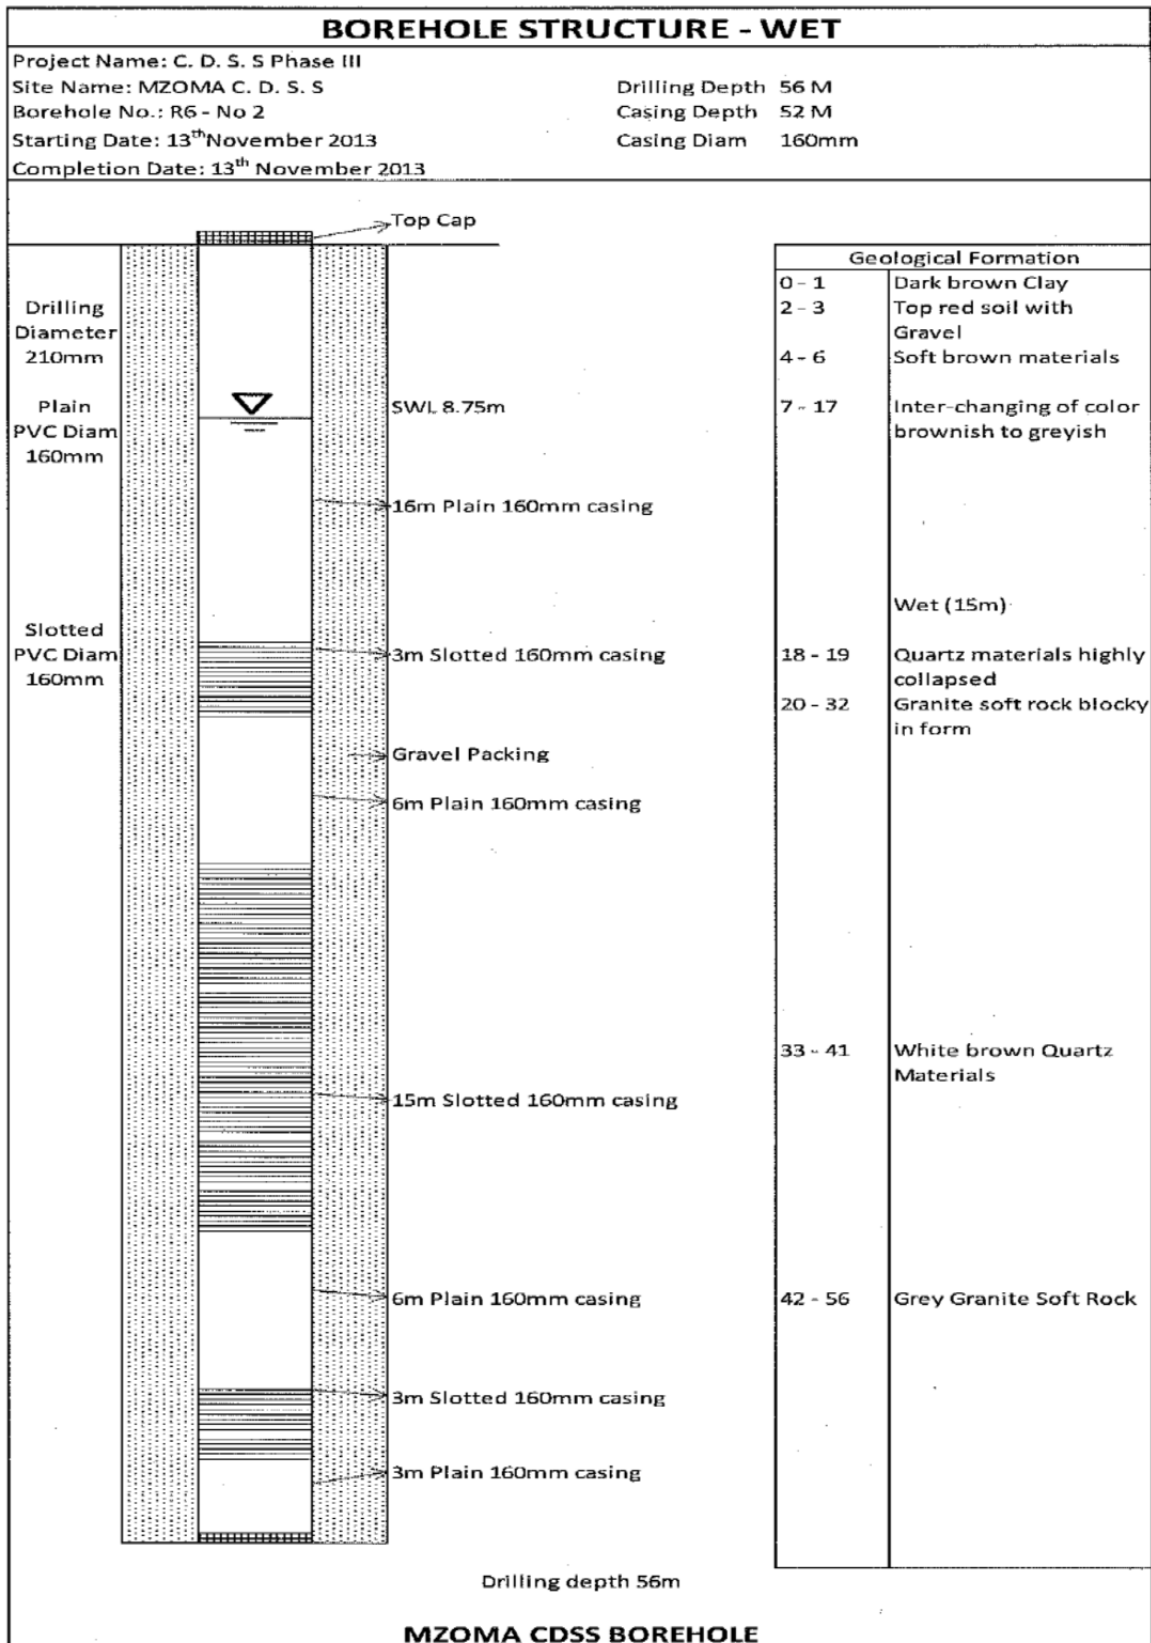 BOREHOLE STRUCTURE - WET
Project Name: C. D. S. S Phase III
Site Name: MZOMA C. D. S. S
Drilling Depth 56 M
Borehole No.: R6 - No 2
Casing Depth 52 M
Starting Date: 13th November 2013
Casing Diam 160mm
Completion Date: 13th November 2013
Top Cap
Drilling
Diameter
210mm
Plain
PVC Diam
160mm
Slotted
PVC Diam
160mm
SWL 8.75m
16m Plain 160mm casing
3m Slotted 160mm casing
Gravel Packing
6m Plain 160mm casing
15m Slotted 160mm casing
6m Plain 160mm casing
3m Slotted 160mm casing
3m Plain 160mm casing
Geological Formation
0 - 1 Dark brown Clay
2 - 3 Top red soil with
Gravel
4 - 6 Soft brown materials
7 - 17 Inter-changing of color
brownish to greyish
Wet (15m)
18 - 19 Quartz materials highly
collapsed
20 - 32 Granite soft rock blocky
in form
33 - 41 White brown Quartz
Materials
42 - 56 Grey Granite Soft Rock
Drilling depth 56m
MZOMA CDSS BOREHOLE